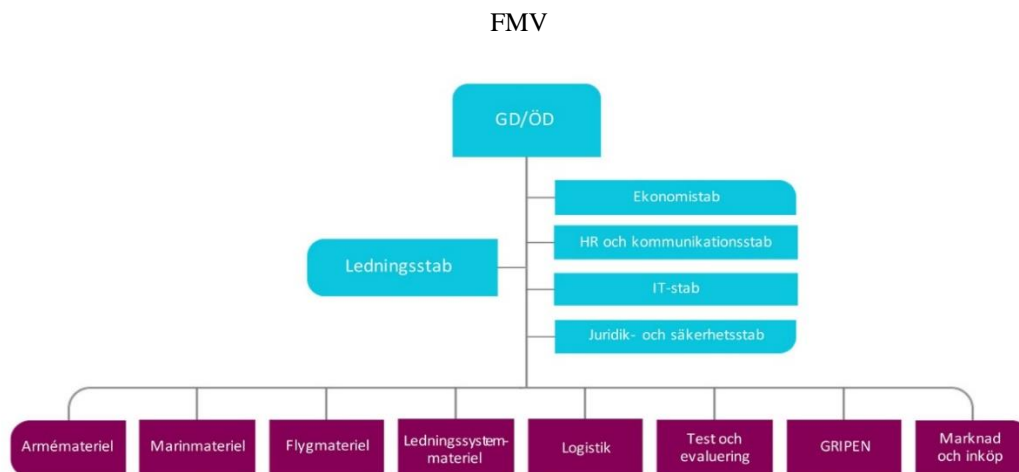 FMV
GD/ÖD
Ekonomistab
HR och kommunikationsstab
Ledningsstab
IT-stab
Juridik- och säkerhetsstab
Armémateriel
Marinmateriel
Flygmateriel
Ledningssystem-
materiel
Logistik
Test och
evaluering
GRIPEN
Marknad
och inköp